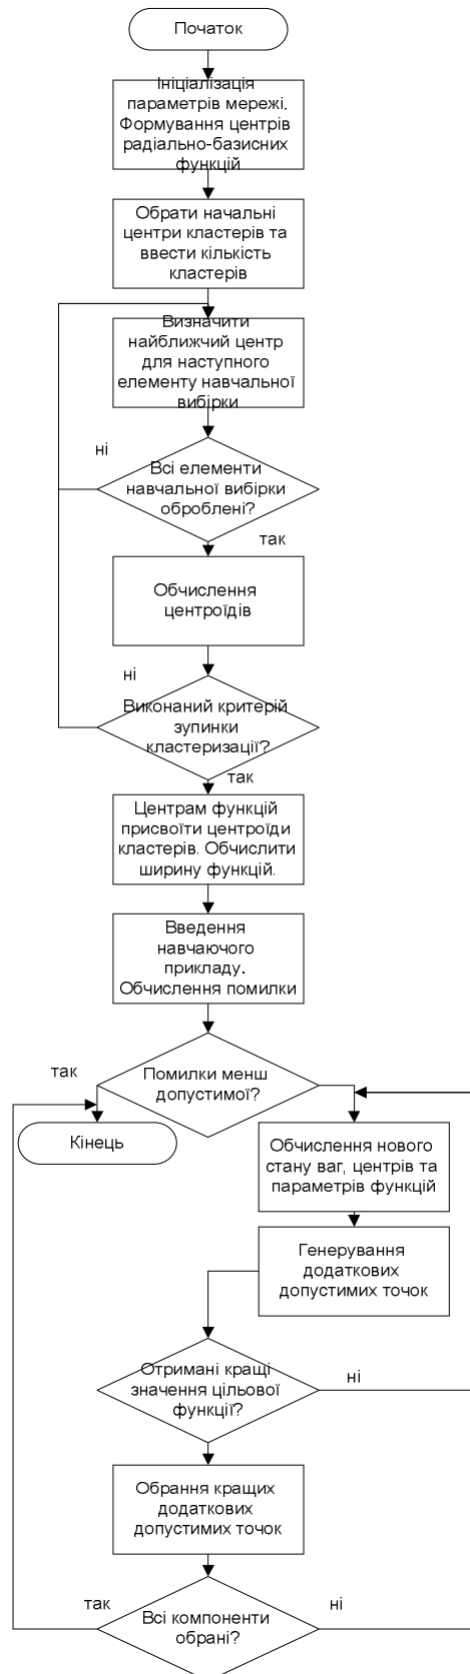 Початок
Ініціалізація
параметрів мережі.
Формування центрів
радіально-базисних
функцій
Обрати начальні
центри кластерів та
ввести кількість
кластерів
Визначити
найближчий центр
для наступного
елементу навчальної
вибірки
ні
Всі елементи
навчальної вибірки
оброблені?
так
Обчислення
центроїдів
ні
Виконаний критерій
зупинки
кластеризації?
так
Центрам функцій
присвоїти центроїди
кластерів. Обчислити
ширину функцій.
Введення
навчаючого
прикладу.
Обчислення помилки
так
Помилки менш
допустимої?
Кінець
Обчислення нового
стану ваг, центрів та
параметрів функцій
Генерування
додаткових
допустимих точок
Отримані кращі
значення цільової
функції?
ні
Обрання кращих
додаткових
допустимих точок
так
Всі компоненти
обрані?
ні